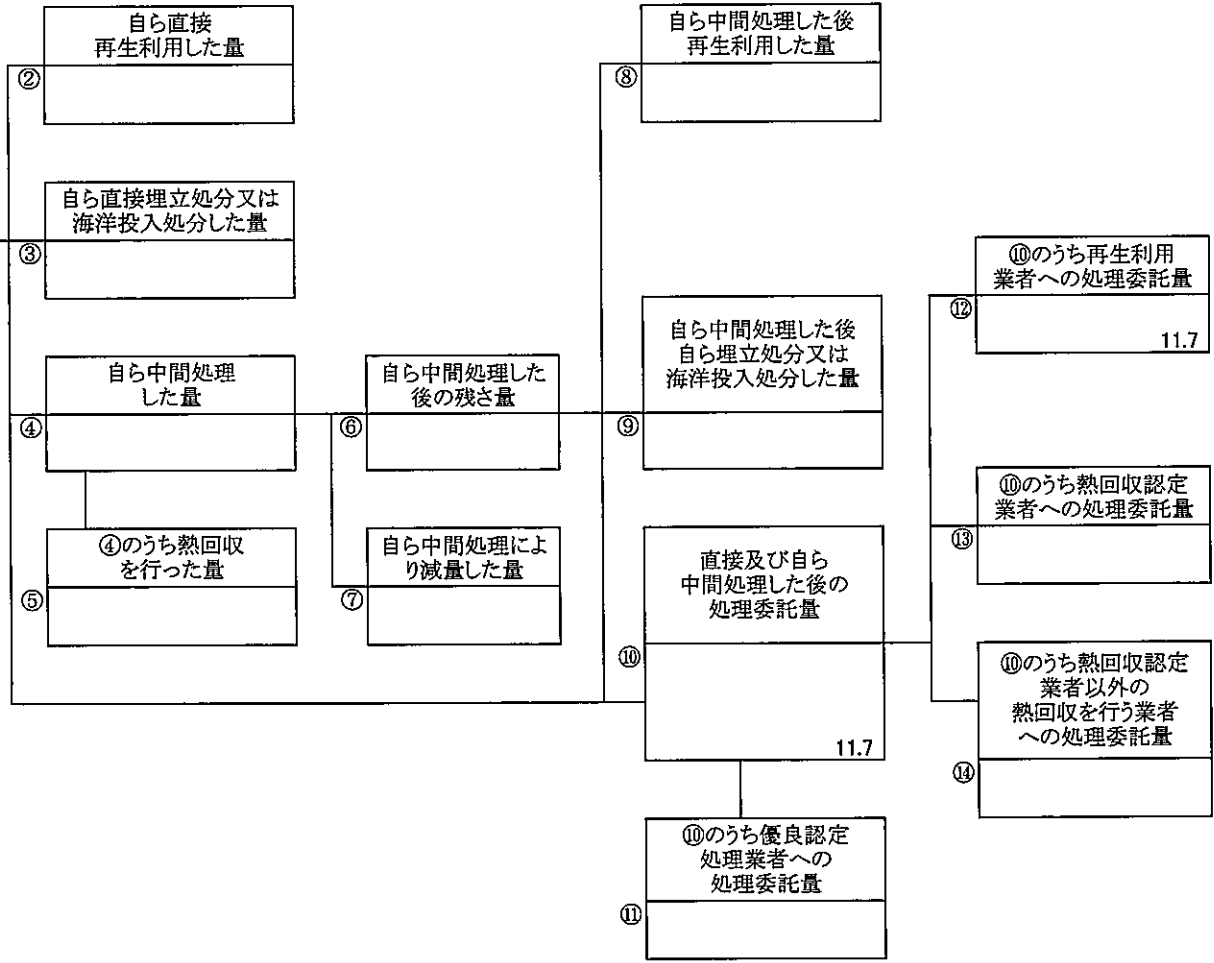 自ら直接
再生利用した量
②
自ら直接埋立処分又は
海洋投入処分した量
③
自ら中間処理
した量
④
④のうち熱回収
を行った量
⑤
自ら中間処理した
後の残さ量
⑥
自ら中間処理によ
り減量した量
⑦
自ら中間処理した後
再生利用した量
⑧
自ら中間処理した後
自ら埋立処分又は
海洋投入処分した量
⑨
直接及び自ら
中間処理した後の
処理委託量
⑩
11.7
⑩のうち優良認定
処理業者への
処理委託量
⑪
⑩のうち再生利用
業者への処理委託量
⑫
11.7
⑩のうち熱回収認定
業者への処理委託量
⑬
⑩のうち熱回収認定
業者以外の
熱回収を行う業者
への処理委託量
⑭